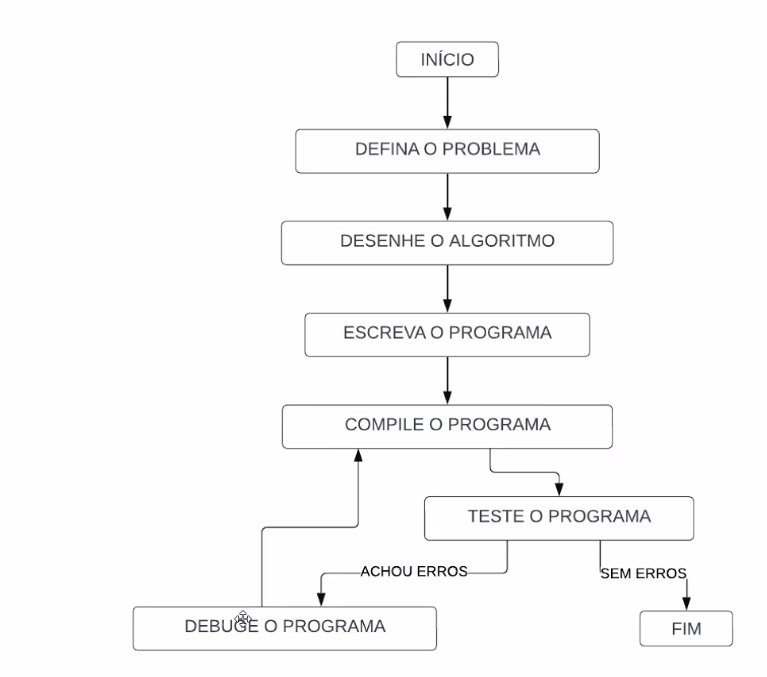 INÍCIO
DEFINA O PROBLEMA
DESENHE O ALGORITMO
ESCREVA O PROGRAMA
COMPILE O PROGRAMA
TESTE O PROGRAMA
ACHOU ERROS
SEM ERROS
DEBUGE O PROGRAMA
FIM